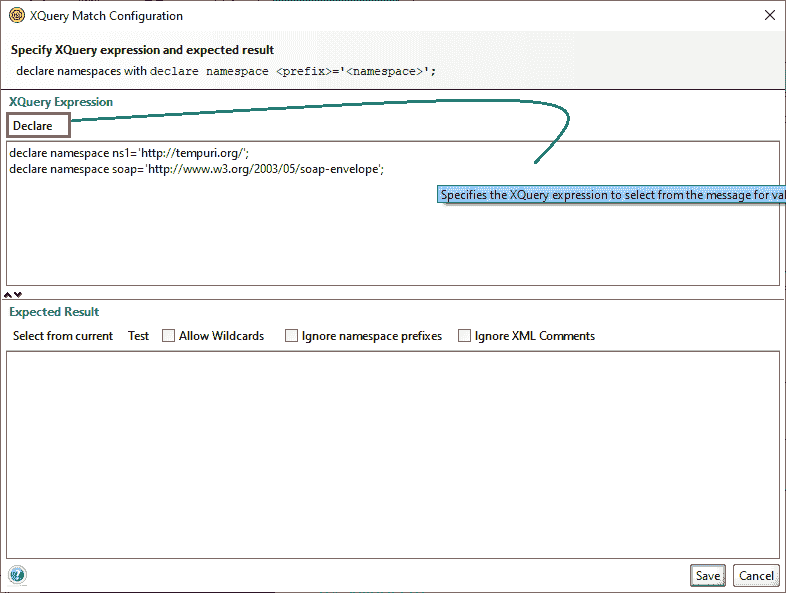 XQuery Match Configuration
Specify XQuery expression and expected result
declare namespaces with declare namespace <prefix>='<namespace>';
XQuery Expression
Declare
declare namespace ns1='http://tempuri.org/';
declare namespace soap='http://www.w3.org/2003/05/soap-envelope';
Specifies the XQuery expression to select from the message for val
Expected Result
Select from current Test Allow Wildcards Ignore namespace prefixes Ignore XML Comments
Save Cancel